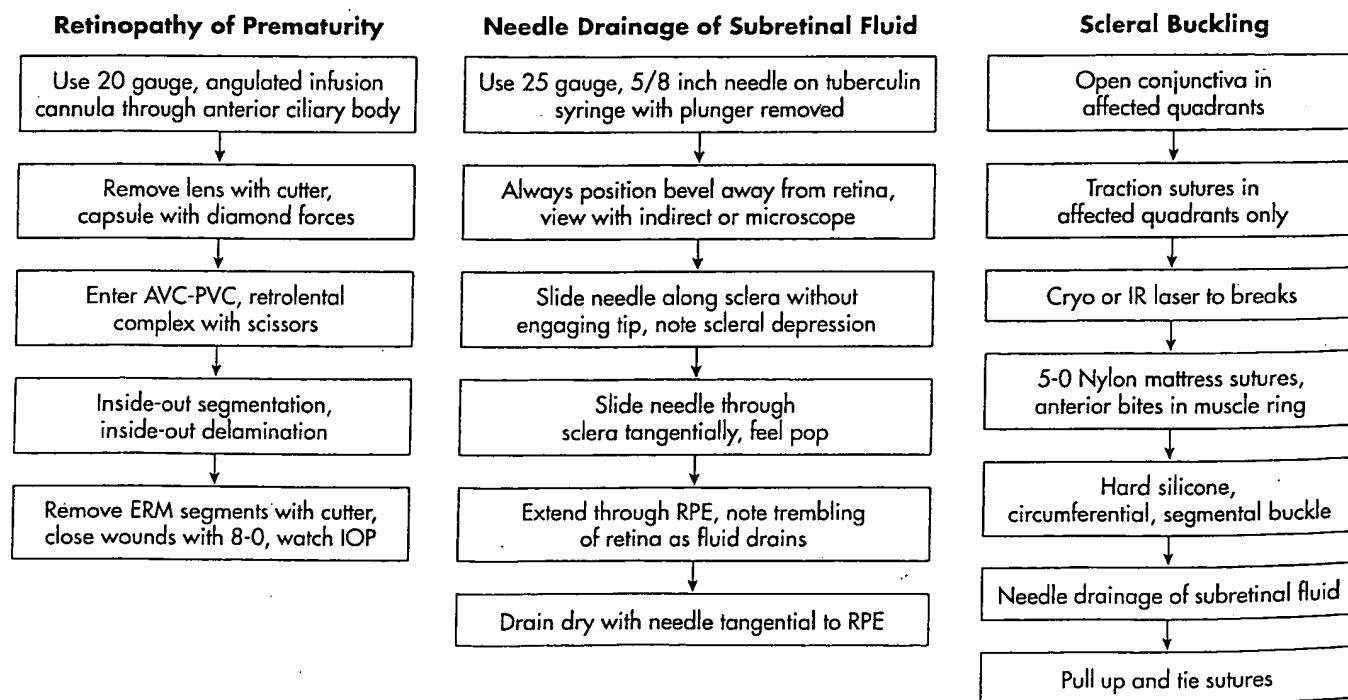 Retinopathy of Prematurity
Use 20 gauge, angulated infusion
cannula through anterior ciliary body
Remove lens with cutter,
capsule with diamond forces
Enter AVC-PVC, retrolental
complex with scissors
Inside-out segmentation,
inside-out delamination
Remove ERM segments with cutter,
close wounds with 8-0, watch IOP
Needle Drainage of Subretinal Fluid
Use 25 gauge, 5/8 inch needle on tuberculin
syringe with plunger removed
Always position bevel away from retina,
view with indirect or microscope
Slide needle along sclera without
engaging tip, note scleral depression
Slide needle through
sclera tangentially, feel pop
Extend through RPE, note trembling
of retina as fluid drains
Drain dry with needle tangential to RPE
Scleral Buckling
Open conjunctiva in
affected quadrants
Traction sutures in
affected quadrants only
Cryo or IR laser to breaks
5-0 Nylon mattress sutures,
anterior bites in muscle ring
Hard silicone,
circumferential, segmental buckle
Needle drainage of subretinal fluid
Pull up and tie sutures